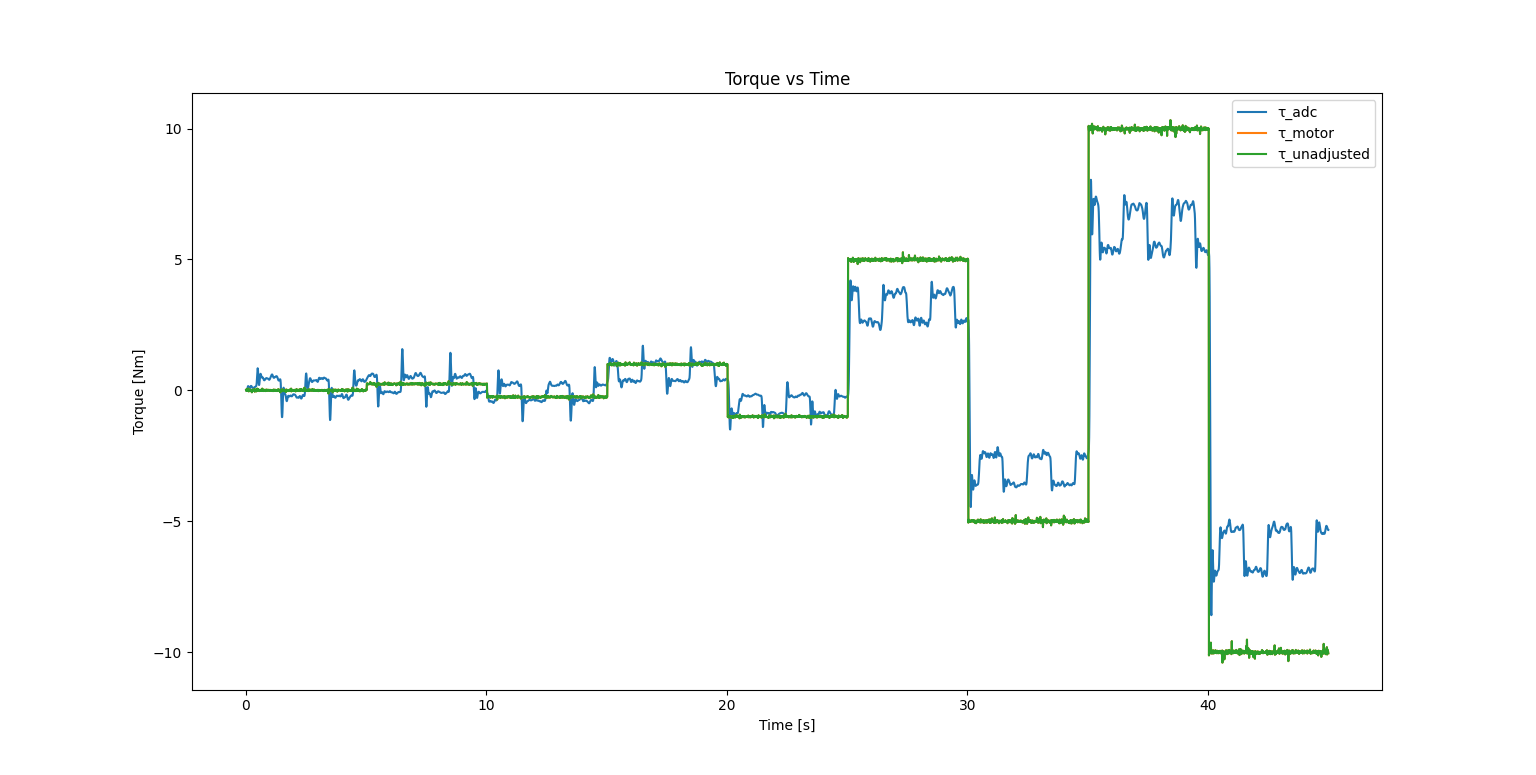 Torque vs Time
τ_adc
τ_motor
τ_unadjusted
Torque [Nm]
10
5
0
−5
−10
0
10
20
30
40
Time [s]